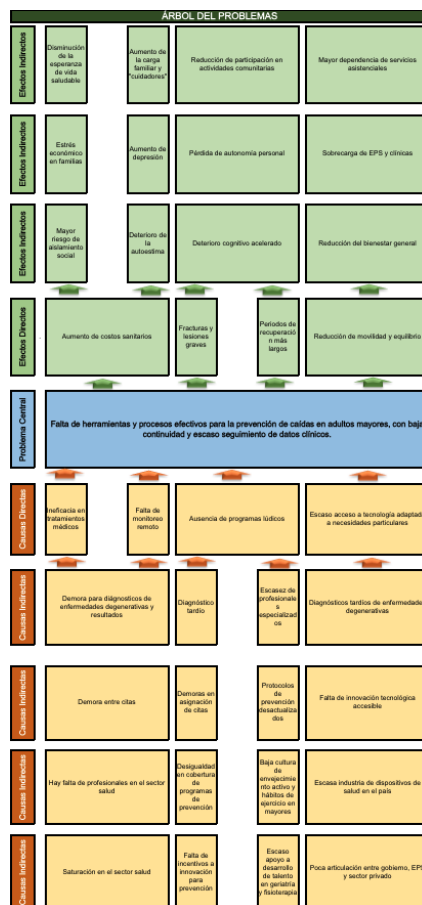 ÁRBOL DEL PROBLEMAS
Efectos Indirectos
Disminución
de la
esperanza
de vida
saludable
Aumento de
la carga
familiar y
"cuidadores"
Reducción de participación en
actividades comunitarias
Mayor dependencia de servicios
asistenciales
Efectos Indirectos
Estrés
económico
en familias
Aumento de
depresión
Pérdida de autonomía personal
Sobrecarga de EPS y clínicas
Efectos Indirectos
Mayor
riesgo de
aislamiento
social
Deterioro de
la
autoestima
Deterioro cognitivo acelerado
Reducción del bienestar general
Efectos Directos
Aumento de costos sanitarios
Fracturas y
lesiones
graves
Periodos de
recuperació
n más
largos
Reducción de movilidad y equilibrio
Problema Central
Falta de herramientas y procesos efectivos para la prevención de caídas en adultos mayores, con baja
continuidad y escaso seguimiento de datos clínicos.
Causas Directas
Ineficacia en
tratamientos
médicos
Falta de
monitoreo
remoto
Ausencia de programas lúdicos
Escaso acceso a tecnología adaptada
a necesidades particulares
Causas Indirectas
Demora para diágnosticos de
enfermedades degenerativas y
resultados
Diagnóstico
tardío
Escasez de
profesionale
s
especializad
os
Diagnósticos tardíos de enfermedades
degenerativas
Causas Indirectas
Demora entre citas
Demoras en
asignación
de citas
Protocolos
de
prevención
desactualiza
dos
Falta de innovación tecnológica
accesible
Causas Indirectas
Hay falta de profesionales en el sector
salud
Desigualdad
en cobertura
de
programas
de
prevención
Baja cultura
de
envejecimie
nto activo y
hábitos de
ejercicio en
mayores
Escasa industria de dispositivos de
salud en el país
Causas Indirectas
Saturación en el sector salud
Falta de
incentivos a
innovación
para
prevención
Escaso
apoyo a
desarrollo
de talento
en geriatría
y fisioterapia
Poca articulación entre gobierno, EPS
y sector privado